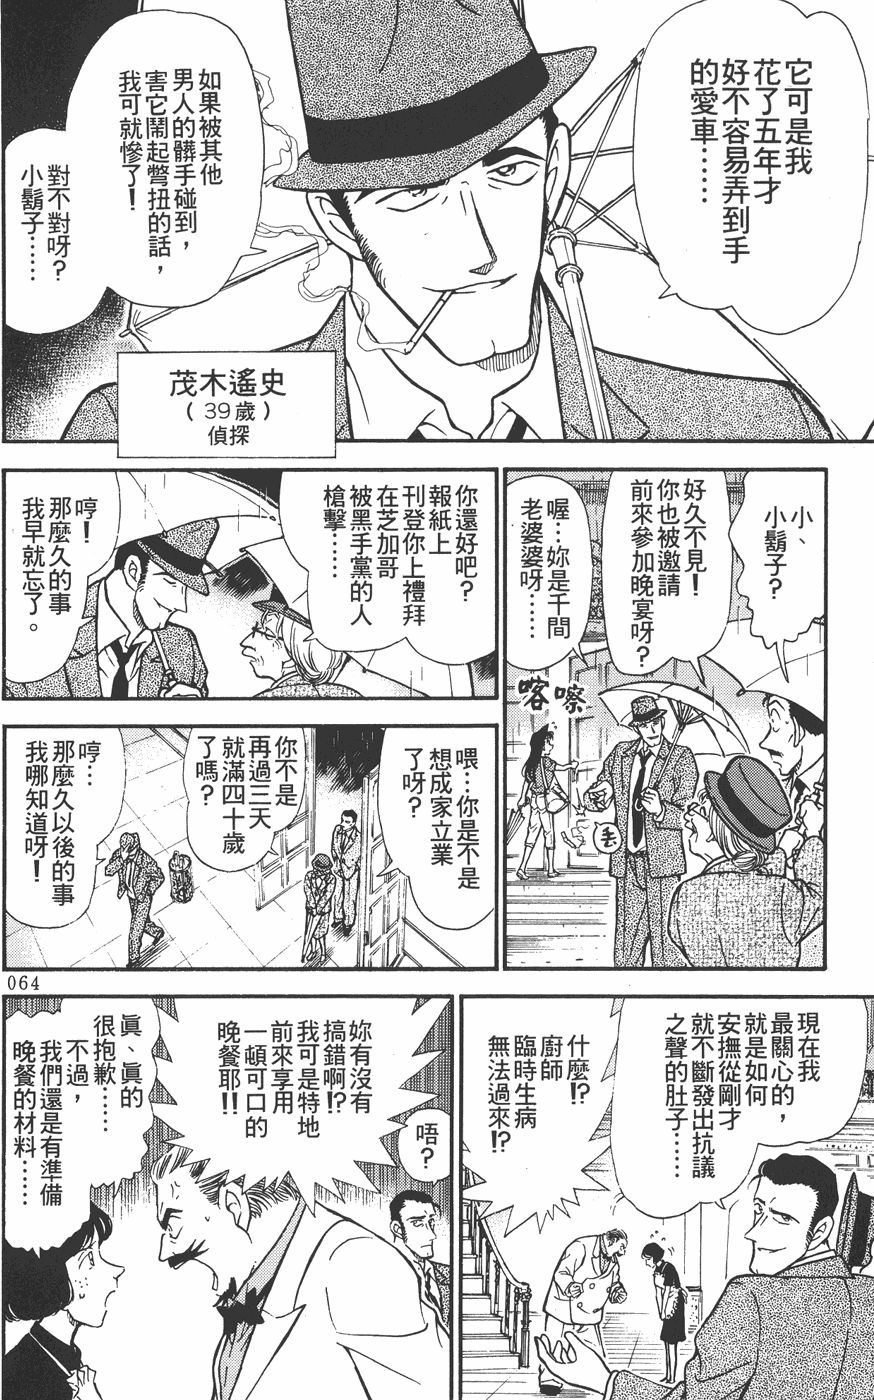 它可是我
花了五年才
好不容易弄到手
的愛車……
如果被其他
男人的髒手碰到，
害它鬧起彆扭的話，
我可就慘了！
對不對呀？
小鬍子……
茂木遙史
(39歲)
偵探
小、
小鬍子？
好久不見！
你也被邀請
前來參加晚宴呀？
喔…妳是千間
老婆婆呀……
喀嚓
丟
你還好吧？
報紙上
刊登你上禮拜
在芝加哥
被黑手黨的人
槍擊……
哼！
那麼久的事
我早就忘了。
喂…你是不是
想成家立業
了呀？
你不是
再過三天
就滿四十歲
了嗎？
哼…
那麼久以後的事
我哪知道呀！
064
現在我
最關心的，
就是如何
安撫從剛才
就不斷發出抗議
之聲的肚子……
什麼!?
廚師
臨時生病
無法過來!?
唔？
妳有沒有
搞錯啊!?
我可是特地
前來享用
一頓可口的
晚餐耶!!
真、真的
很抱歉……
不過，
我們還是有準備
晚餐的材料…